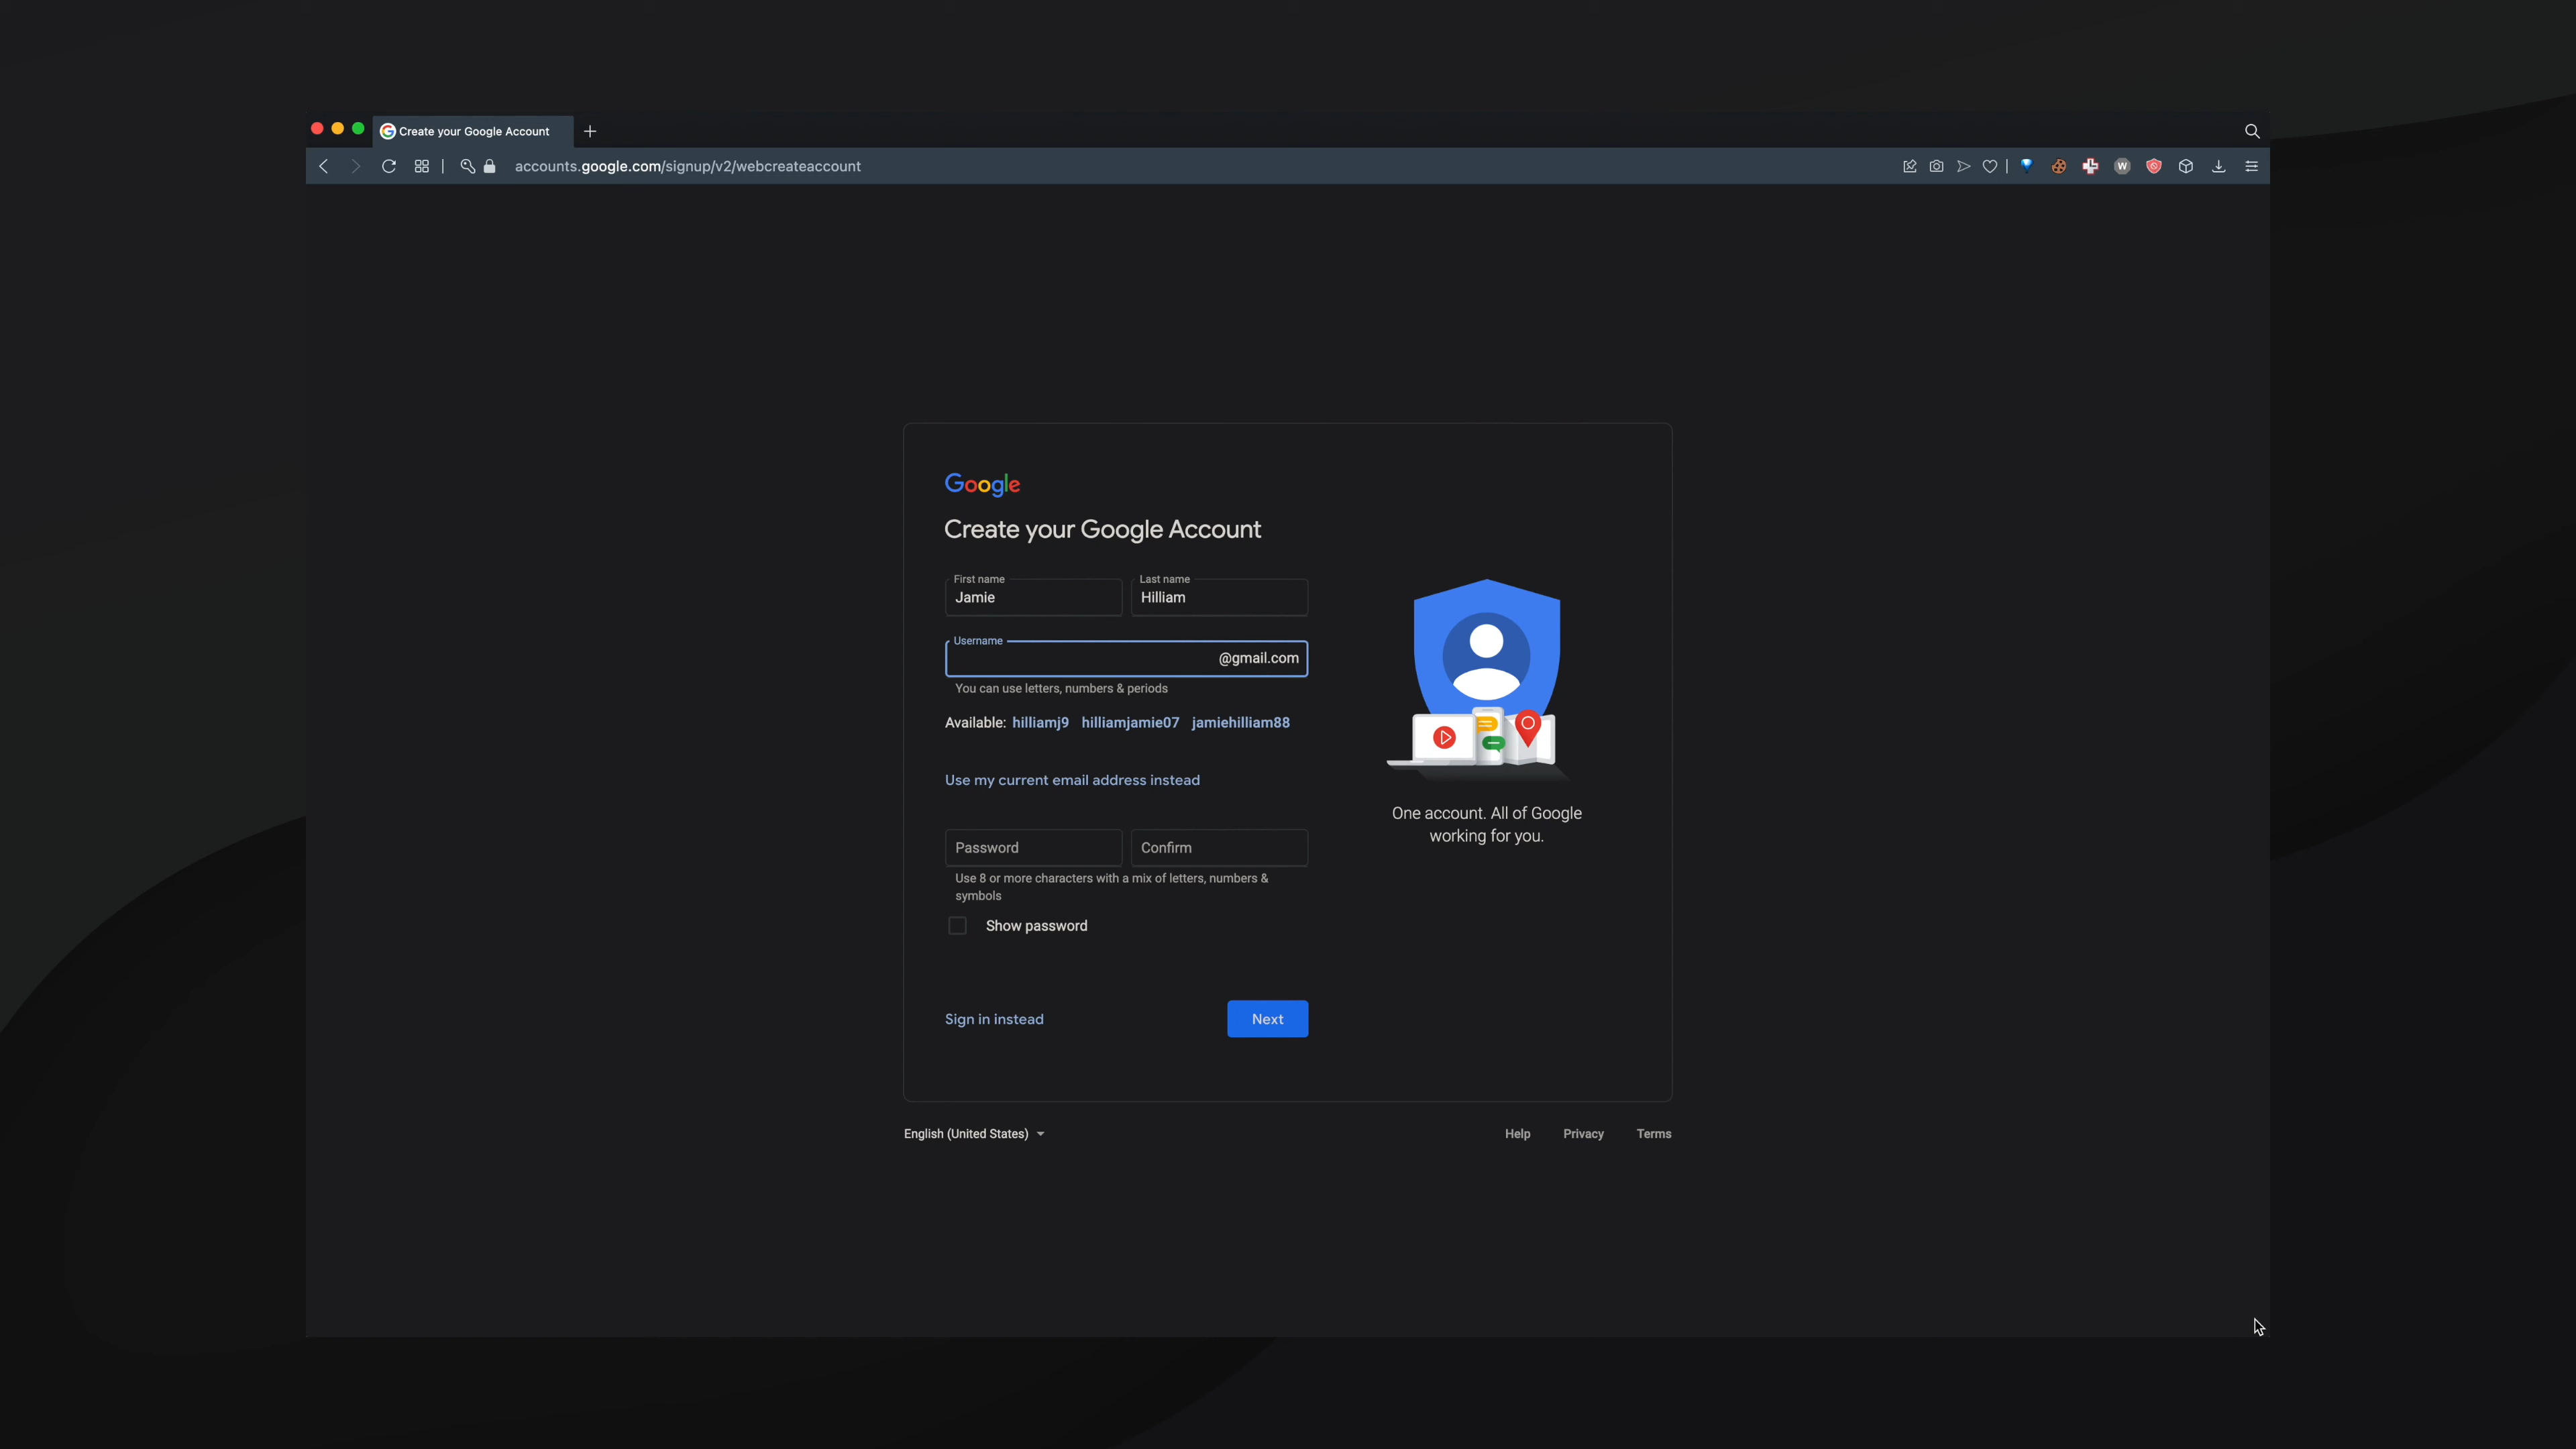 Create your Google Account
accounts.google.com/signup/v2/webcreateaccount
W
Google
Create your Google Account
First name
Last name
Jamie
Hilliam
Username
@gmail.com
You can use letters, numbers & periods
Available: hilliamj9 hilliamjamie07 jamiehilliam88
Use my current email address instead
Password
Confirm
Use 8 or more characters with a mix of letters, numbers &
symbols
Show password
Sign in instead
Next
One account. All of Google
working for you.
English (United States)
Help
Privacy
Terms